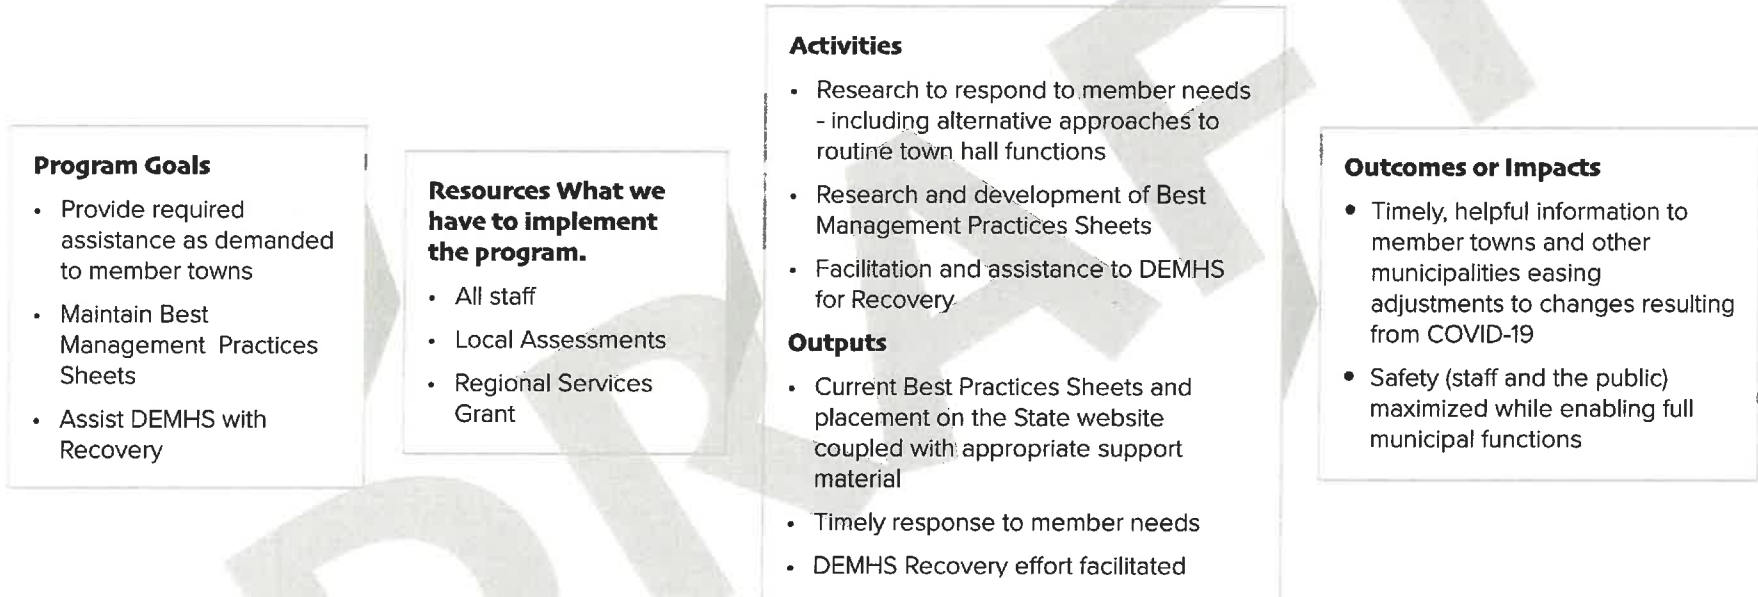 Program Goals
• Provide required
assistance as demanded
to member towns
• Maintain Best
Management Practices
Sheets
• Assist DEMHS with
Recovery
Resources What we
have to implement
the program.
• All staff
• Local Assessments
• Regional Services
Grant
Activities
• Research to respond to member needs
- including alternative approaches to
routine town hall functions
• Research and development of Best
Management Practices Sheets
• Facilitation and assistance to DEMHS
for Recovery
Outputs
• Current Best Practices Sheets and
placement on the State website
coupled with appropriate support
material
• Timely response to member needs
• DEMHS Recovery effort facilitated
Outcomes or Impacts
• Timely, helpful information to
member towns and other
municipalities easing
adjustments to changes resulting
from COVID-19
• Safety (staff and the public)
maximized while enabling full
municipal functions
DRAFT